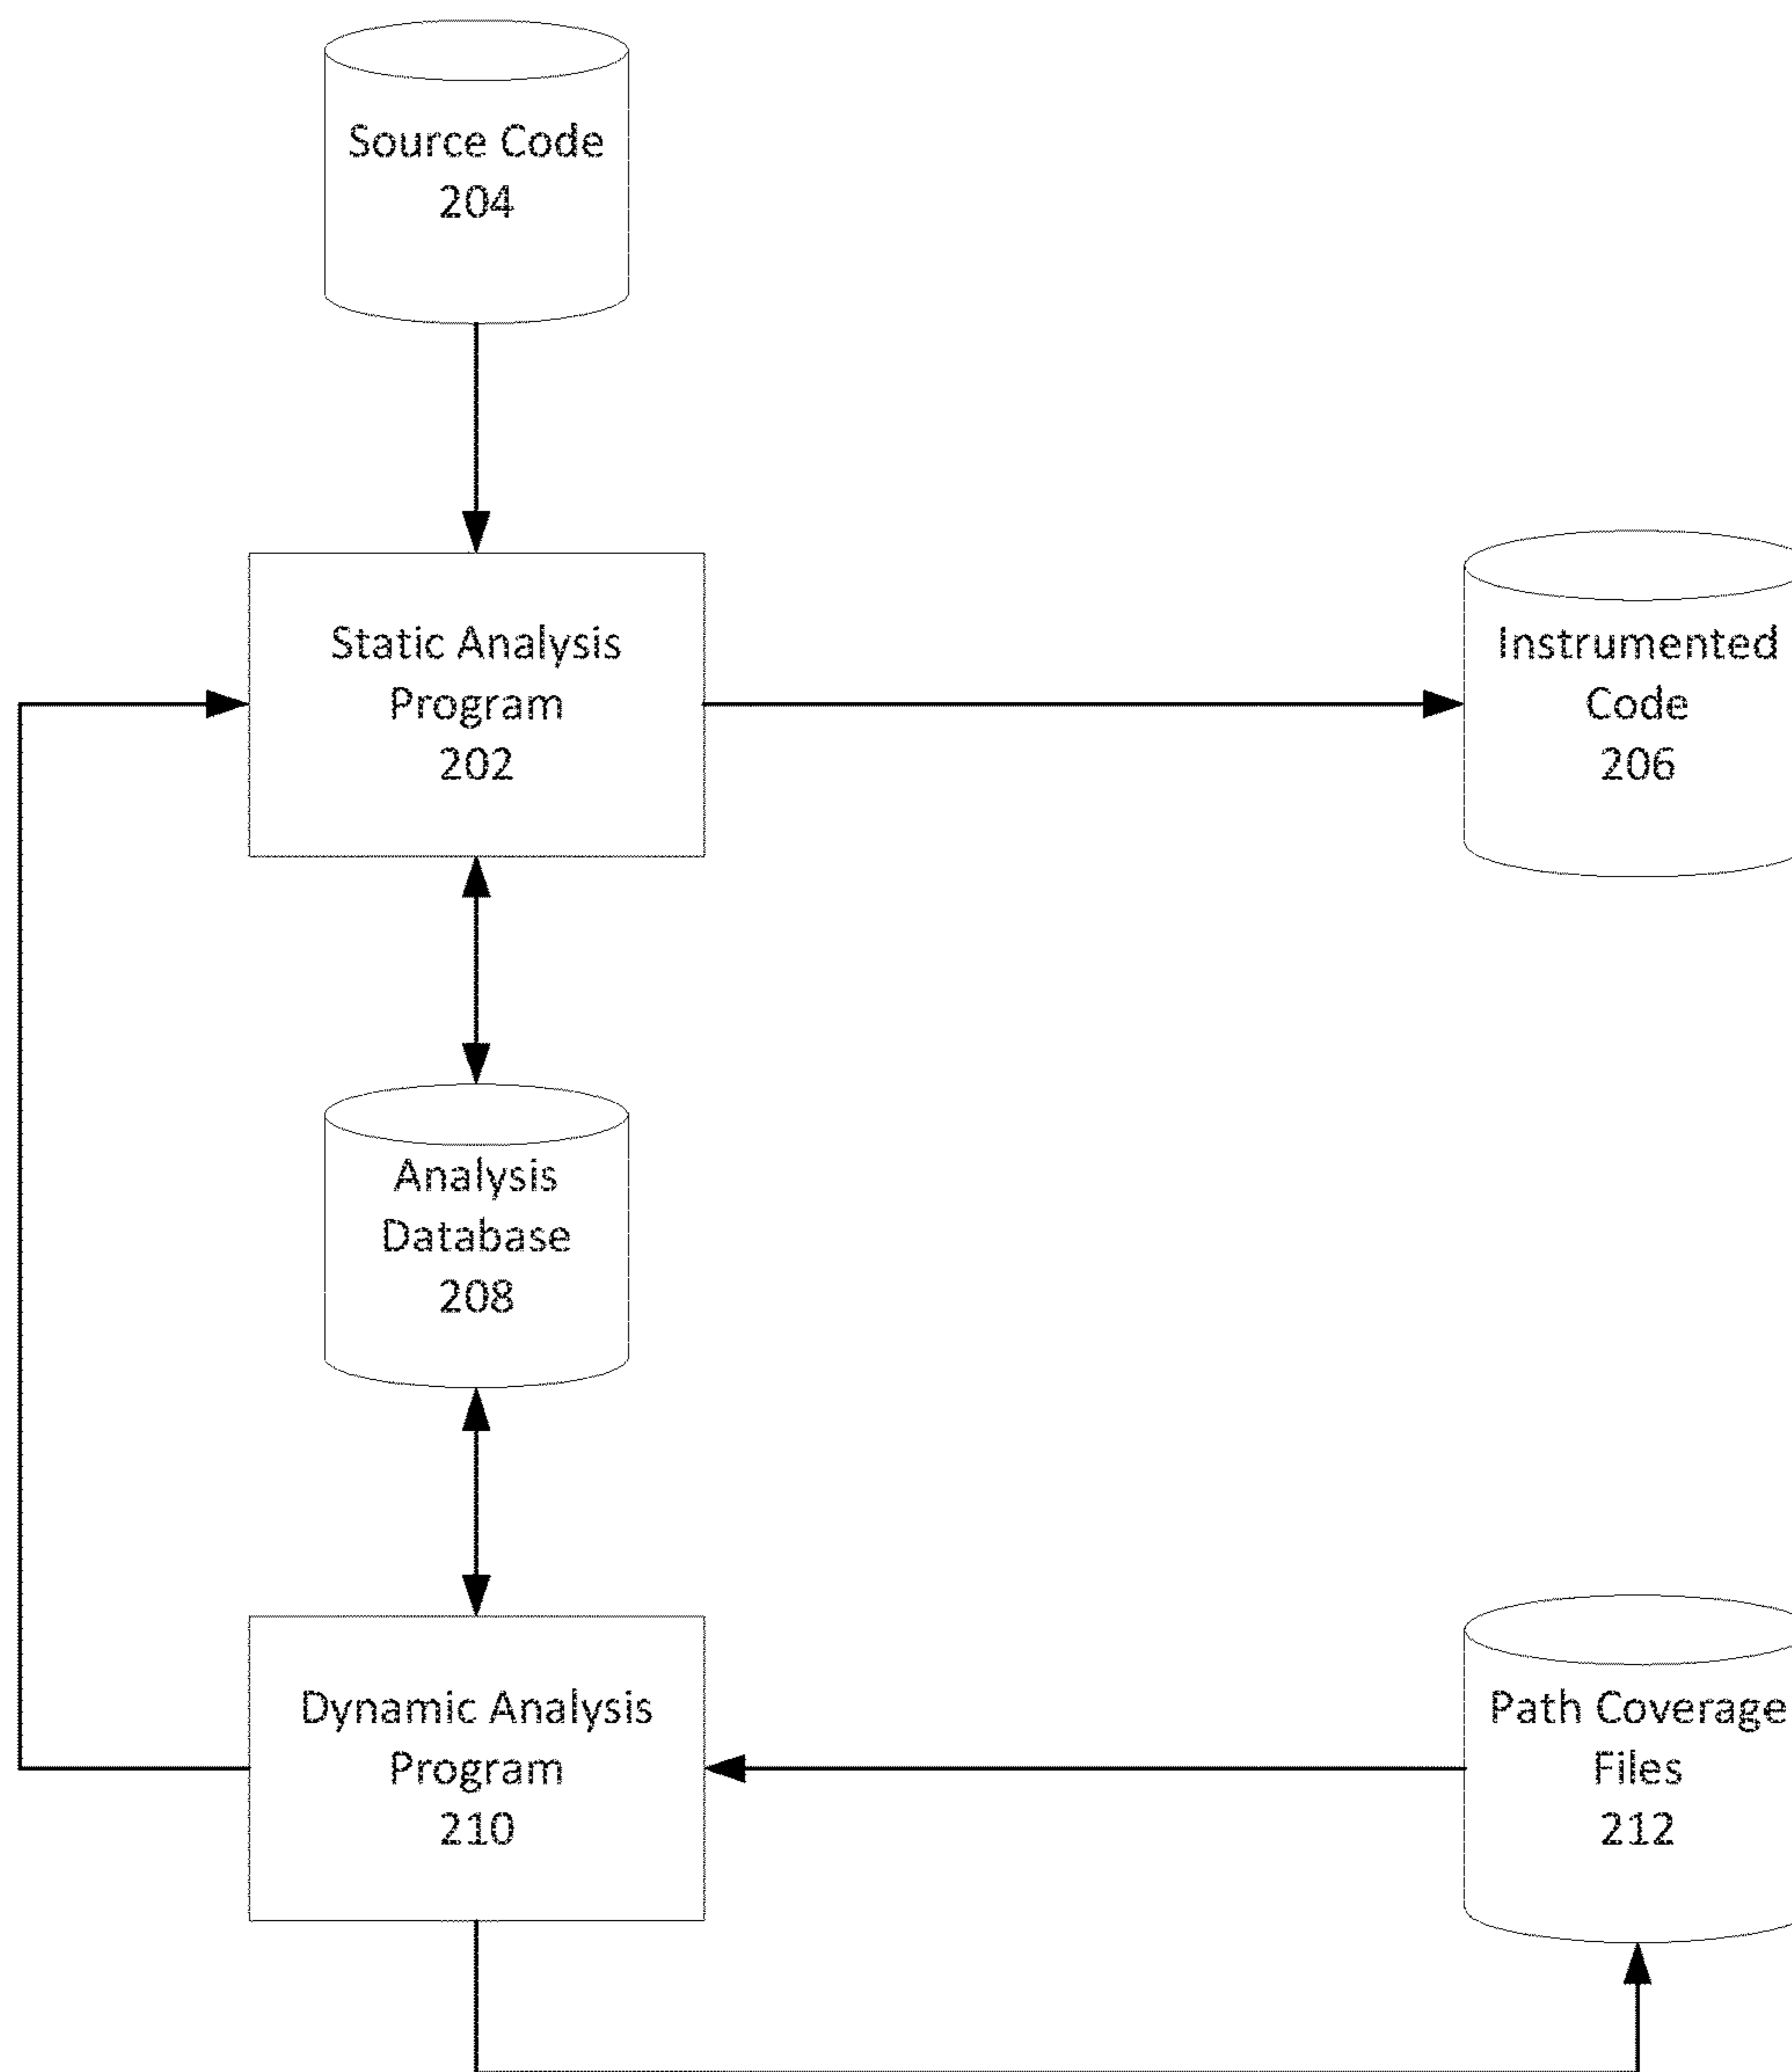 Source Code
204
Static Analysis
Program
202
Instrumented
Code
206
Analysis
Database
208
Dynamic Analysis
Program
210
Path Coverage
Files
212